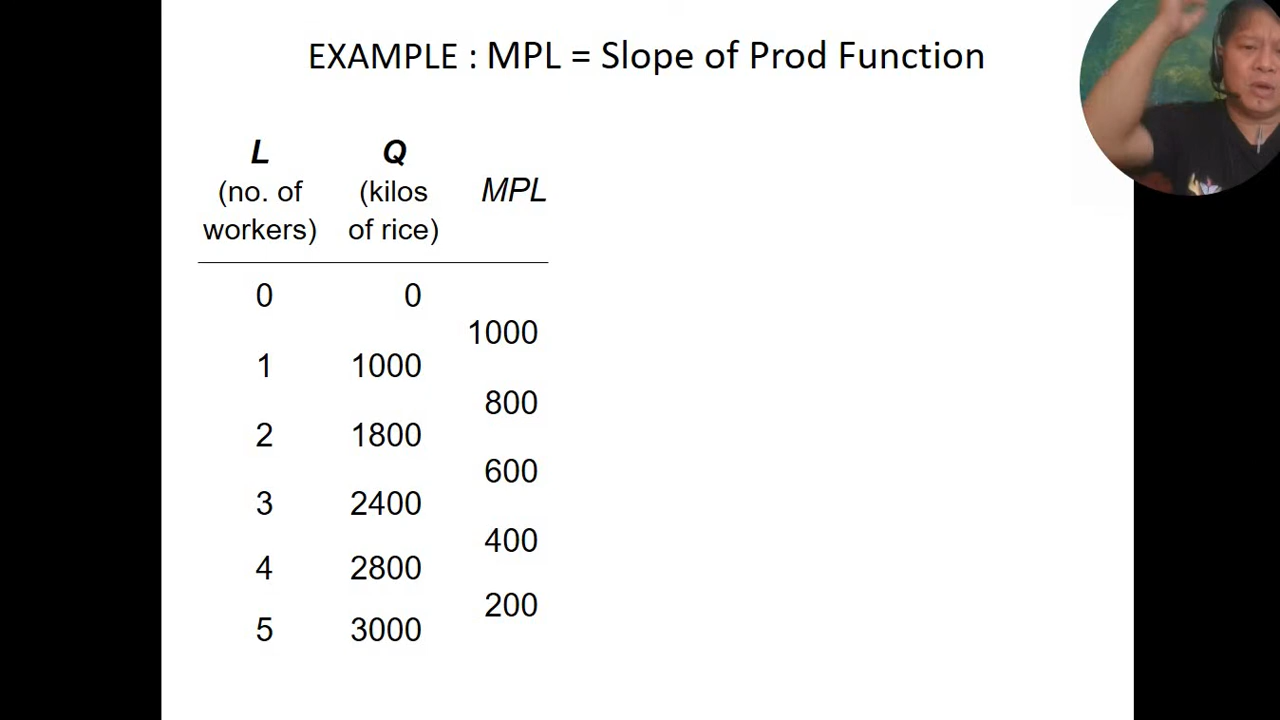 EXAMPLE : MPL = Slope of Prod Function
L Q
(no. of (kilos MPL
workers) of rice)
0 0
1000
1 1000
800
2 1800
600
3 2400
400
4 2800
200
5 3000